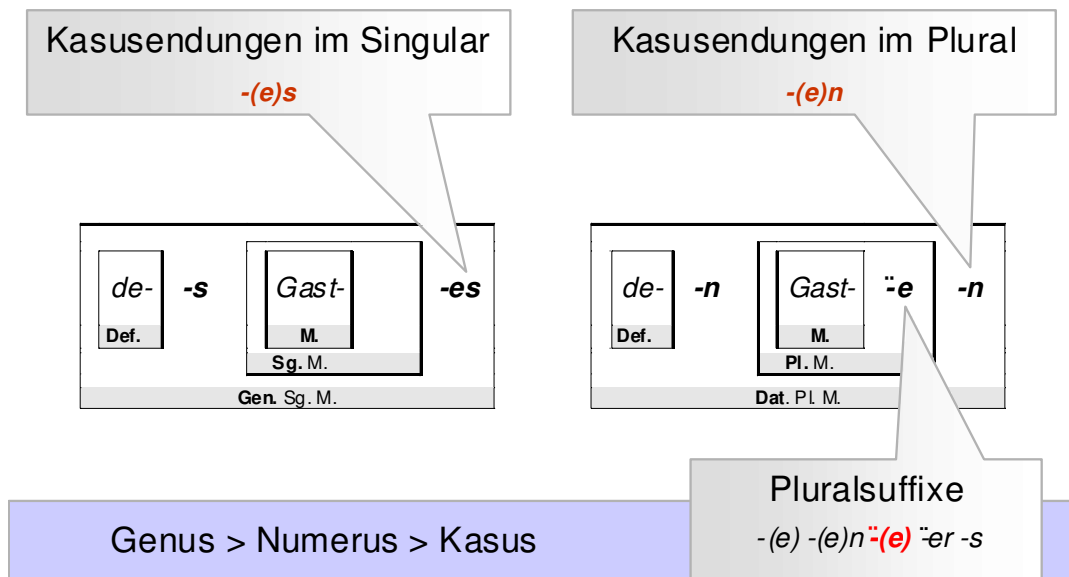 Kasusendungen im Singular
-(e)s
Kasusendungen im Plural
-(e)n
de- -s Gast- -es
Def. M.
Sg. M.
Gen. Sg. M.
de- -n Gast- ⸚e -n
Def. M.
Pl. M.
Dat. Pl. M.
Pluralsuffixe
-(e) -(e)n ⸚(e) ⸚er -s
Genus > Numerus > Kasus